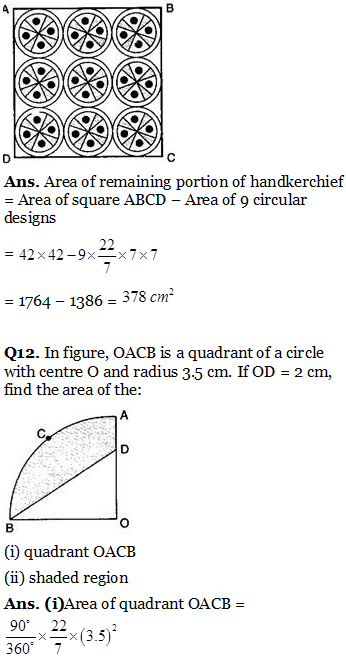 A B
D C
Ans. Area of remaining portion of handkerchief
= Area of square ABCD – Area of 9 circular
designs
= 42×42−9×22/7×7×7
= 1764 – 1386 = 378 cm²
Q12. In figure, OACB is a quadrant of a circle
with centre O and radius 3.5 cm. If OD = 2 cm,
find the area of the:
A
C
D
B O
(i) quadrant OACB
(ii) shaded region
Ans. (i)Area of quadrant OACB =
90°/360°×22/7×(3.5)²